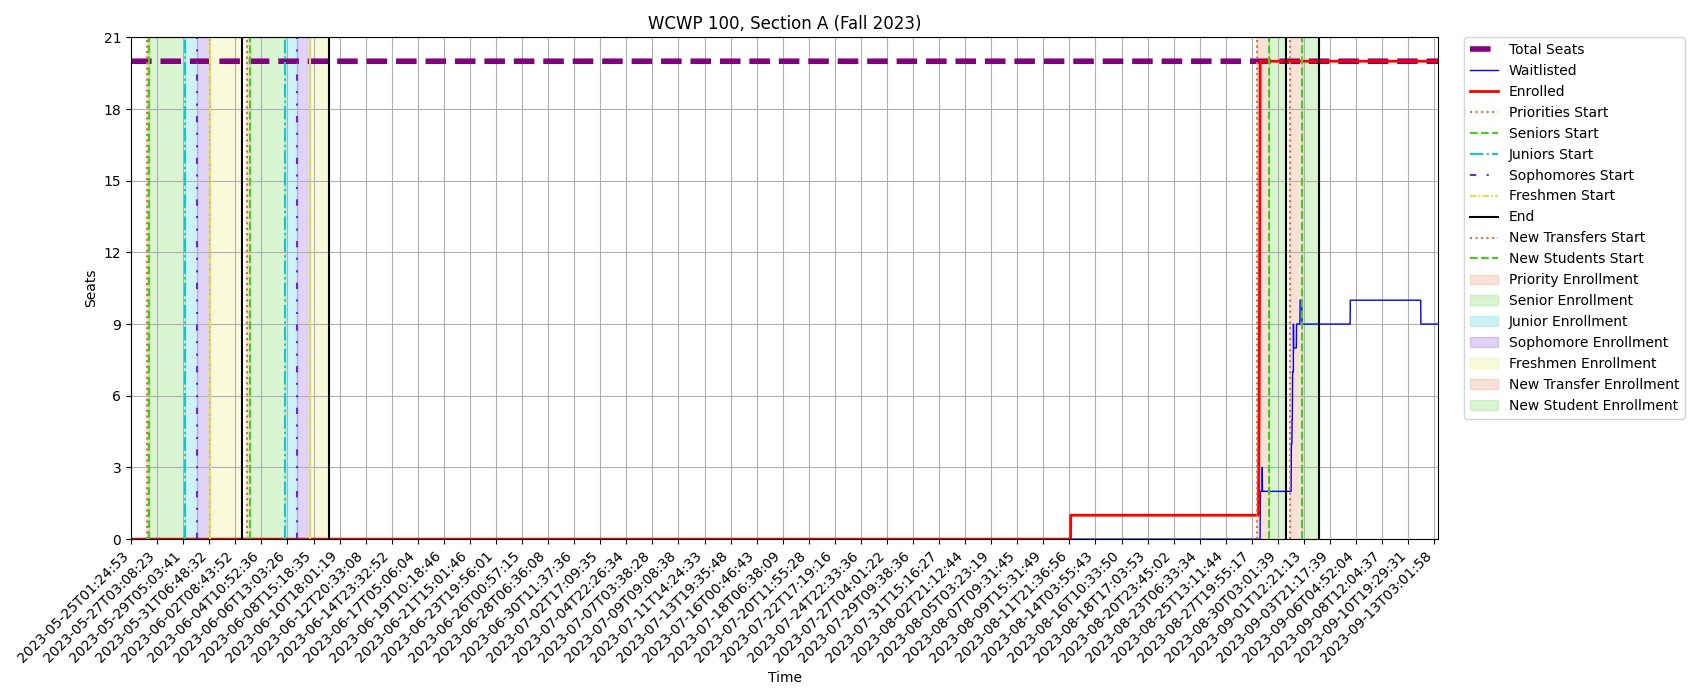 WCWP 100, Section A (Fall 2023)
21
18
15
12
9
6
3
0
Seats
2023-05-25T01:24:53
2023-05-27T03:08:23
2023-05-29T05:03:41
2023-05-31T06:48:32
2023-06-02T08:43:52
2023-06-04T10:52:36
2023-06-06T13:03:26
2023-06-08T15:18:35
2023-06-10T18:01:19
2023-06-12T20:33:08
2023-06-14T23:32:52
2023-06-17T05:06:04
2023-06-19T10:18:46
2023-06-21T15:01:46
2023-06-23T19:56:01
2023-06-26T00:57:15
2023-06-28T06:36:08
2023-06-30T11:37:36
2023-07-02T17:09:35
2023-07-04T22:26:34
2023-07-07T03:38:28
2023-07-09T09:08:38
2023-07-11T14:24:33
2023-07-13T19:35:48
2023-07-16T00:46:43
2023-07-18T06:38:09
2023-07-20T11:55:28
2023-07-22T17:19:16
2023-07-24T22:33:36
2023-07-27T04:01:22
2023-07-29T09:38:36
2023-07-31T15:16:27
2023-08-02T21:12:44
2023-08-05T03:23:19
2023-08-07T09:31:45
2023-08-09T15:31:49
2023-08-11T21:36:56
2023-08-14T03:55:43
2023-08-16T10:33:50
2023-08-18T17:03:53
2023-08-20T23:45:02
2023-08-23T06:33:34
2023-08-25T13:11:44
2023-08-27T19:55:17
2023-08-30T03:01:39
2023-09-01T12:21:13
2023-09-03T21:17:39
2023-09-06T04:52:04
2023-09-08T12:04:37
2023-09-10T19:29:31
2023-09-13T03:01:58
Time
Total Seats
Waitlisted
Enrolled
Priorities Start
Seniors Start
Juniors Start
Sophomores Start
Freshmen Start
End
New Transfers Start
New Students Start
Priority Enrollment
Senior Enrollment
Junior Enrollment
Sophomore Enrollment
Freshmen Enrollment
New Transfer Enrollment
New Student Enrollment